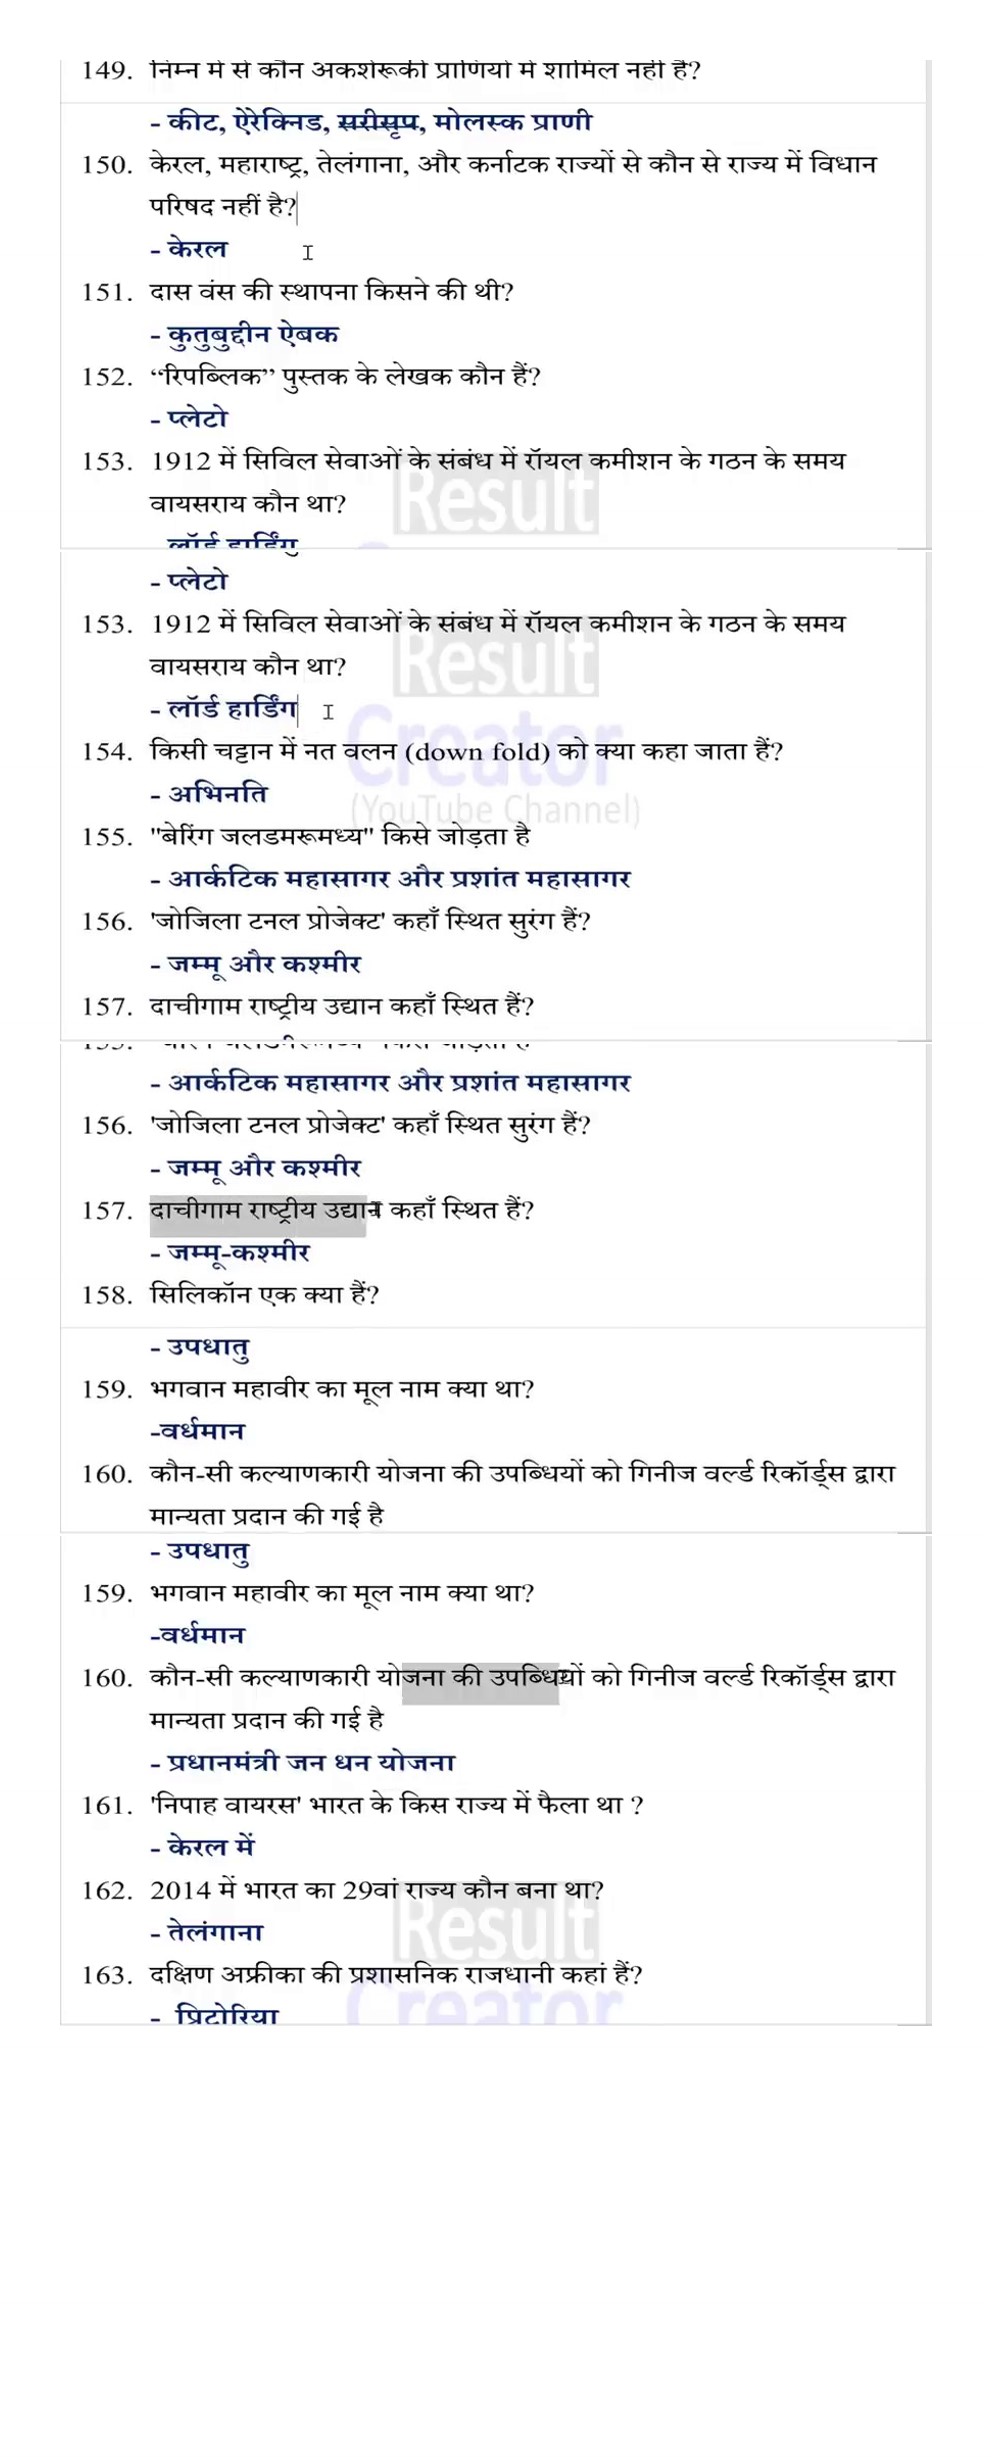 149. निम्न में से कौन अकशेरूकी प्राणियों में शामिल नहीं है?
- कीट, ऐरेक्निड, सरीसृप, मोलस्क प्राणी
150. केरल, महाराष्ट्र, तेलंगाना, और कर्नाटक राज्यों से कौन से राज्य में विधान
परिषद नहीं है?
- केरल
151. दास वंस की स्थापना किसने की थी?
- कुतुबुद्दीन ऐबक
152. “रिपब्लिक” पुस्तक के लेखक कौन हैं?
- प्लेटो
153. 1912 में सिविल सेवाओं के संबंध में रॉयल कमीशन के गठन के समय
वायसराय कौन था?
Result
लॉर्ड हार्डिंग
- प्लेटो
153. 1912 में सिविल सेवाओं के संबंध में रॉयल कमीशन के गठन के समय
वायसराय कौन था?
Result
- लॉर्ड हार्डिंग
Creator
154. किसी चट्टान में नत वलन (down fold) को क्या कहा जाता हैं?
- अभिनति
(YouTube Channel)
155. "बेरिंग जलडमरूमध्य" किसे जोड़ता है
- आर्कटिक महासागर और प्रशांत महासागर
156. 'जोजिला टनल प्रोजेक्ट' कहाँ स्थित सुरंग हैं?
- जम्मू और कश्मीर
157. दाचीगाम राष्ट्रीय उद्यान कहाँ स्थित हैं?
- आर्कटिक महासागर और प्रशांत महासागर
156. 'जोजिला टनल प्रोजेक्ट' कहाँ स्थित सुरंग हैं?
- जम्मू और कश्मीर
157. दाचीगाम राष्ट्रीय उद्यान कहाँ स्थित हैं?
- जम्मू-कश्मीर
158. सिलिकॉन एक क्या हैं?
- उपधातु
159. भगवान महावीर का मूल नाम क्या था?
-वर्धमान
160. कौन-सी कल्याणकारी योजना की उपब्धियों को गिनीज वर्ल्ड रिकॉर्ड्स द्वारा
मान्यता प्रदान की गई है
- उपधातु
159. भगवान महावीर का मूल नाम क्या था?
-वर्धमान
160. कौन-सी कल्याणकारी योजना की उपब्धियों को गिनीज वर्ल्ड रिकॉर्ड्स द्वारा
मान्यता प्रदान की गई है
- प्रधानमंत्री जन धन योजना
161. 'निपाह वायरस' भारत के किस राज्य में फैला था ?
- केरल में
162. 2014 में भारत का 29वां राज्य कौन बना था?
Result
- तेलंगाना
163. दक्षिण अफ्रीका की प्रशासनिक राजधानी कहां हैं?
Creator
- प्रिटोरिया